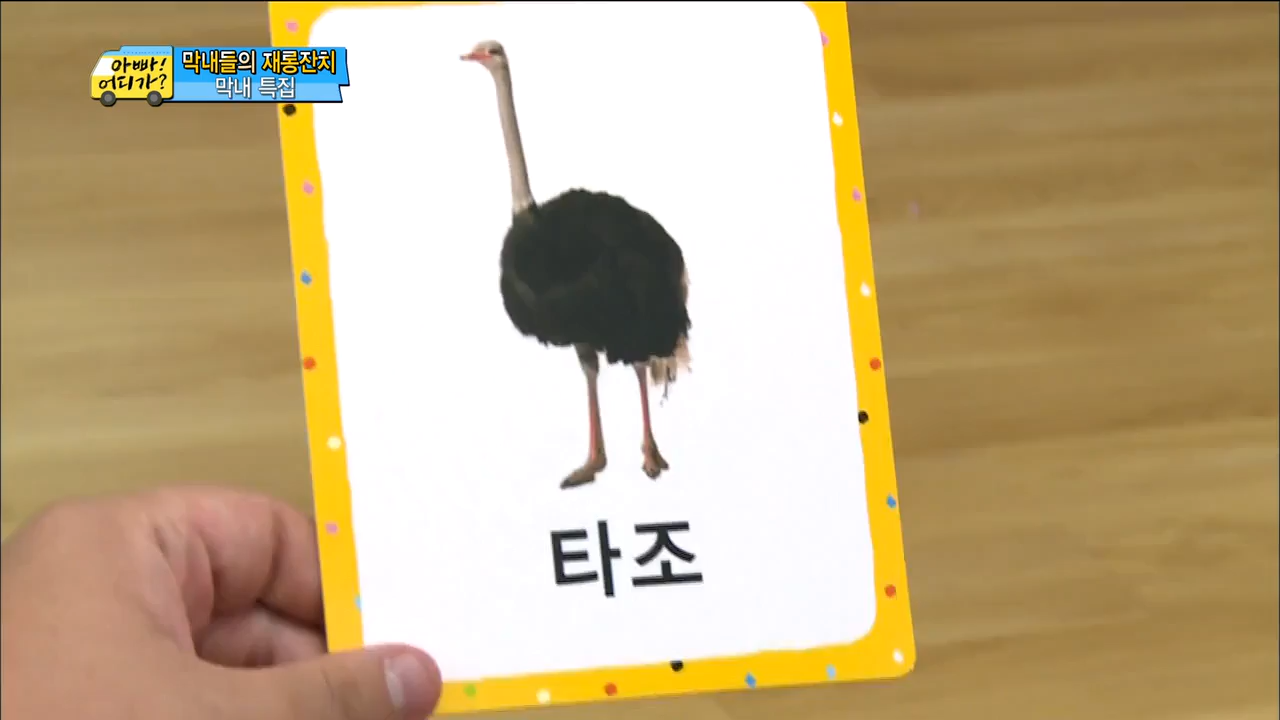 아빠!
어디가?
막내들의 재롱잔치
막내 특집
타조